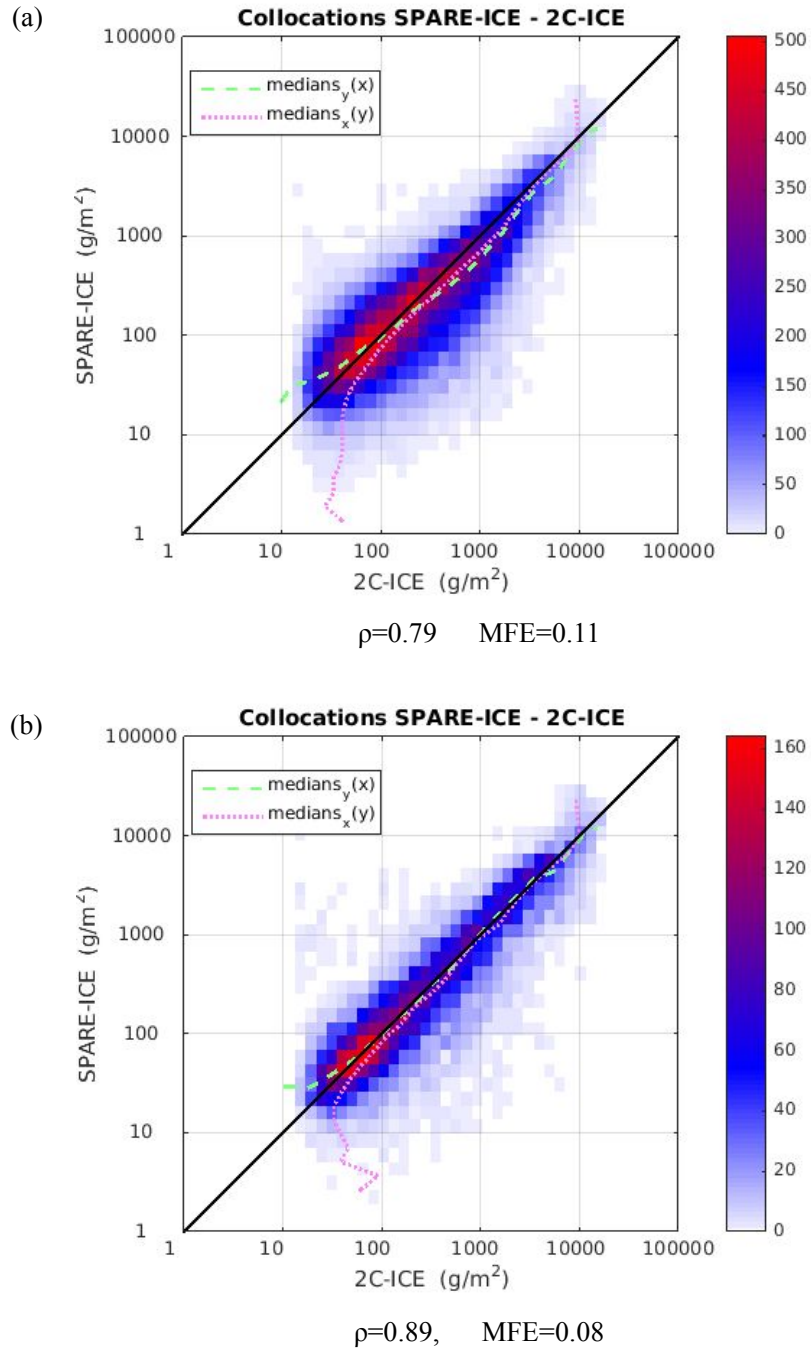 (a)
Collocations SPARE-ICE - 2C-ICE
medians_y(x)
medians_x(y)
100000
10000
1000
100
10
1
SPARE-ICE (g/m²)
1 10 100 1000 10000 100000
2C-ICE (g/m²)
500
450
400
350
300
250
200
150
100
50
0
ρ=0.79 MFE=0.11
(b)
Collocations SPARE-ICE - 2C-ICE
medians_y(x)
medians_x(y)
100000
10000
1000
100
10
1
SPARE-ICE (g/m²)
1 10 100 1000 10000 100000
2C-ICE (g/m²)
160
140
120
100
80
60
40
20
0
ρ=0.89, MFE=0.08